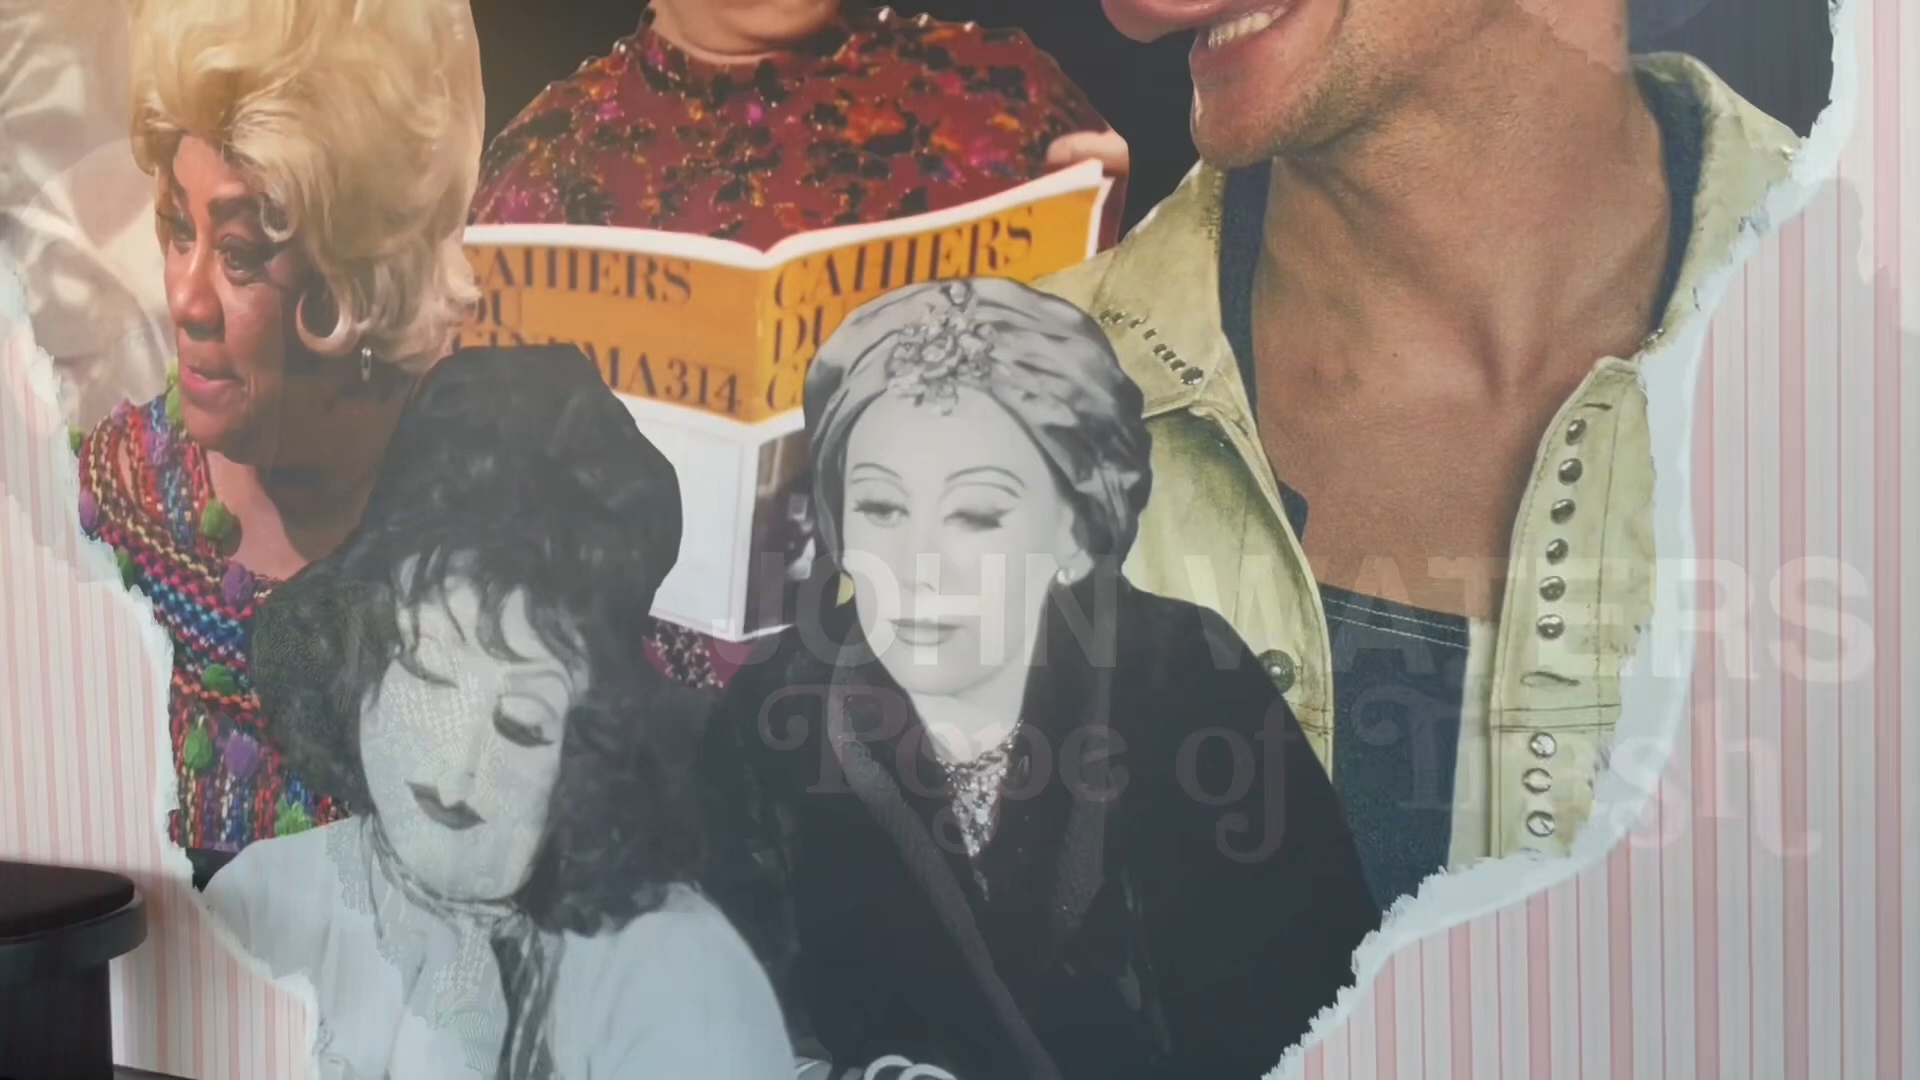 CAHIERS
DU
CINEMA 314
CAHIERS
DU
JOHN WATERS
Pope of Trash